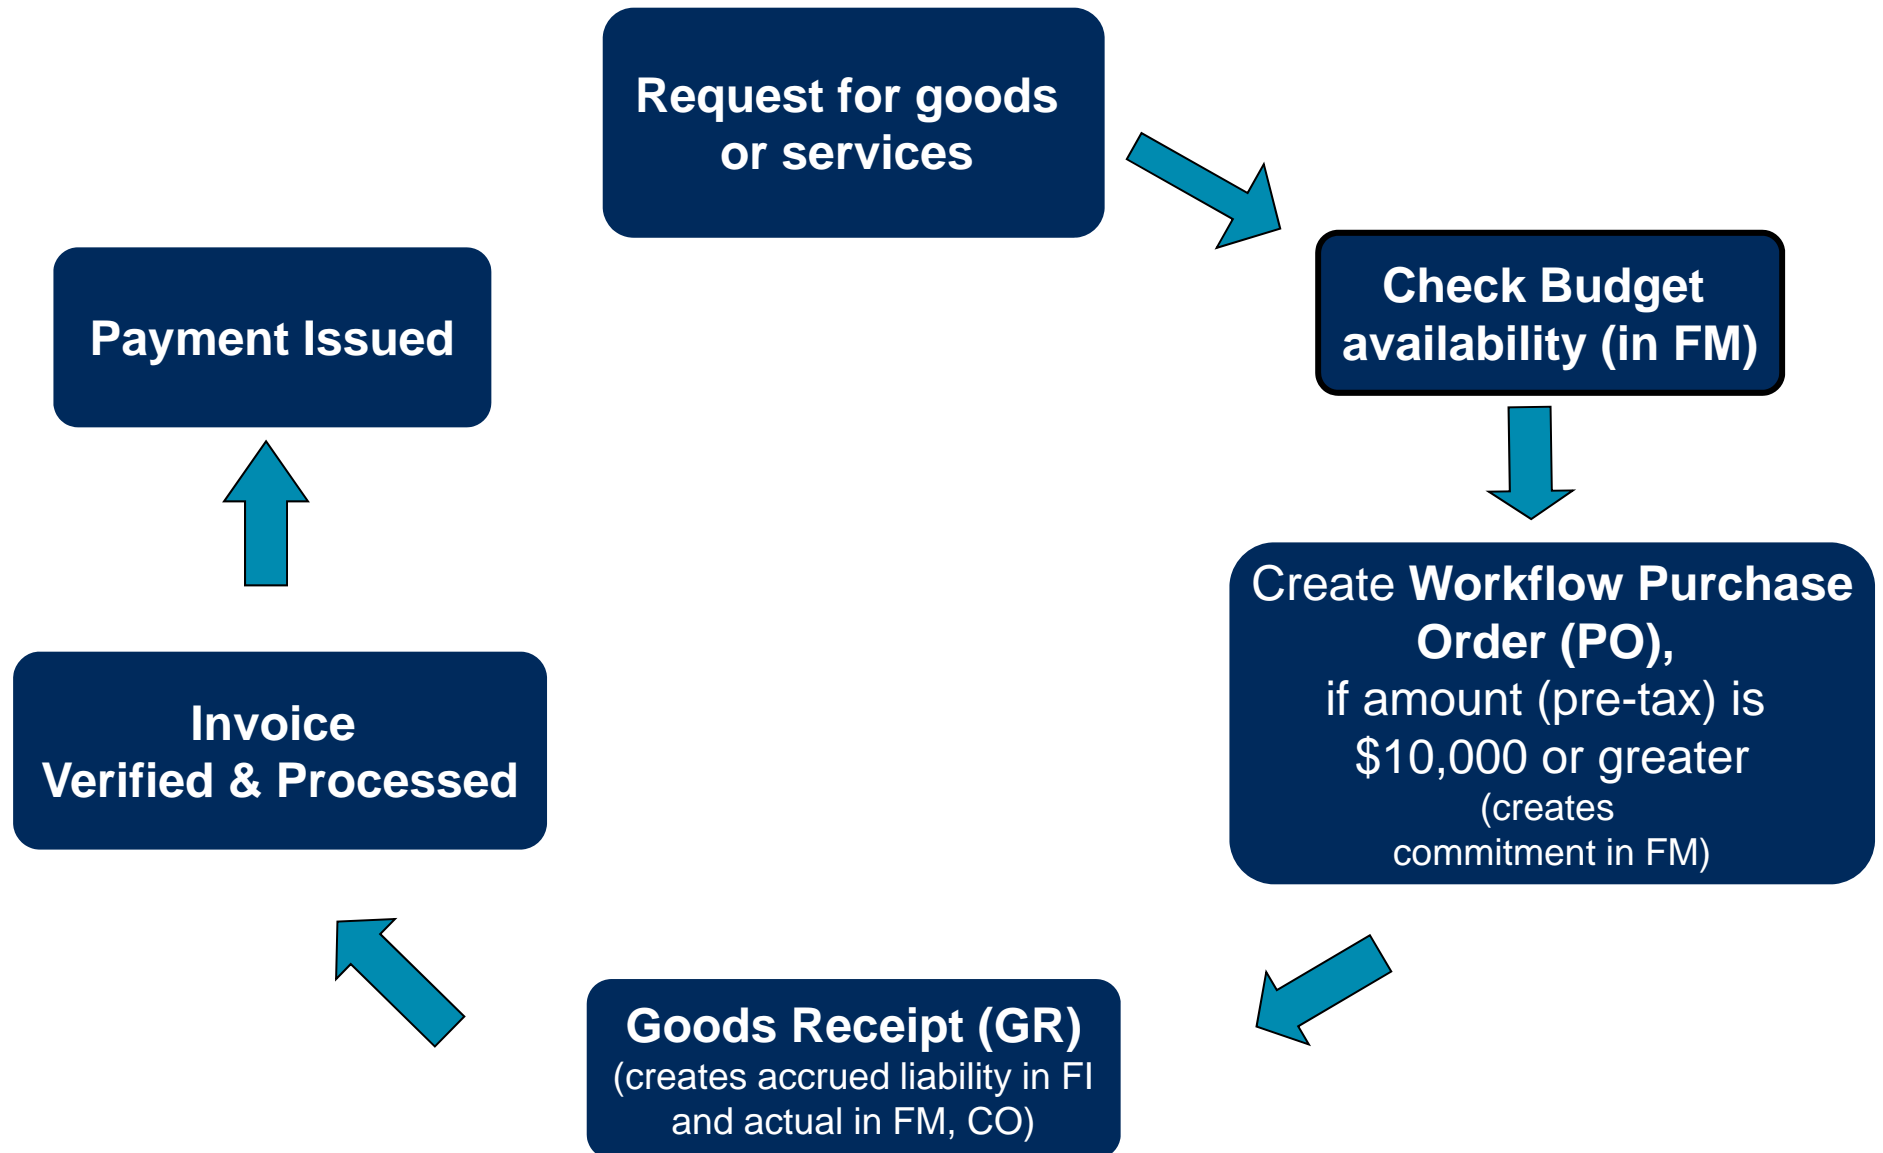 Request for goods
or services
Check Budget
availability (in FM)
Create Workflow Purchase
Order (PO),
if amount (pre-tax) is
$10,000 or greater
(creates
commitment in FM)
Goods Receipt (GR)
(creates accrued liability in FI
and actual in FM, CO)
Invoice
Verified & Processed
Payment Issued